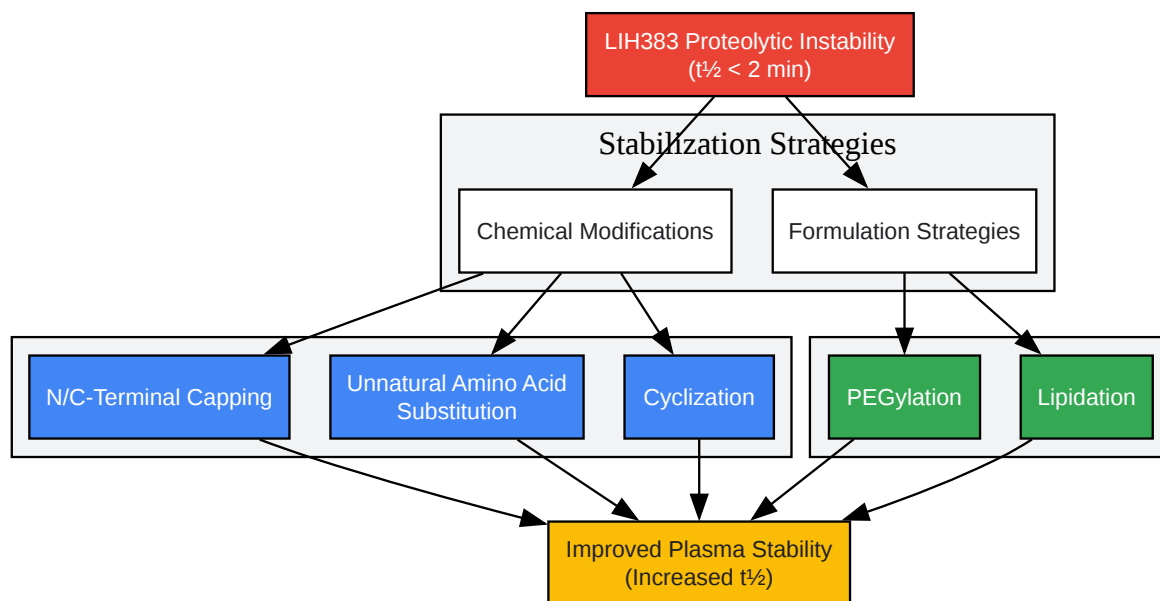 LIH383 Proteolytic Instability
(t½ < 2 min)
Stabilization Strategies
Chemical Modifications
Formulation Strategies
N/C-Terminal Capping
Unnatural Amino Acid
Substitution
Cyclization
PEGylation
Lipidation
Improved Plasma Stability
(Increased t½)